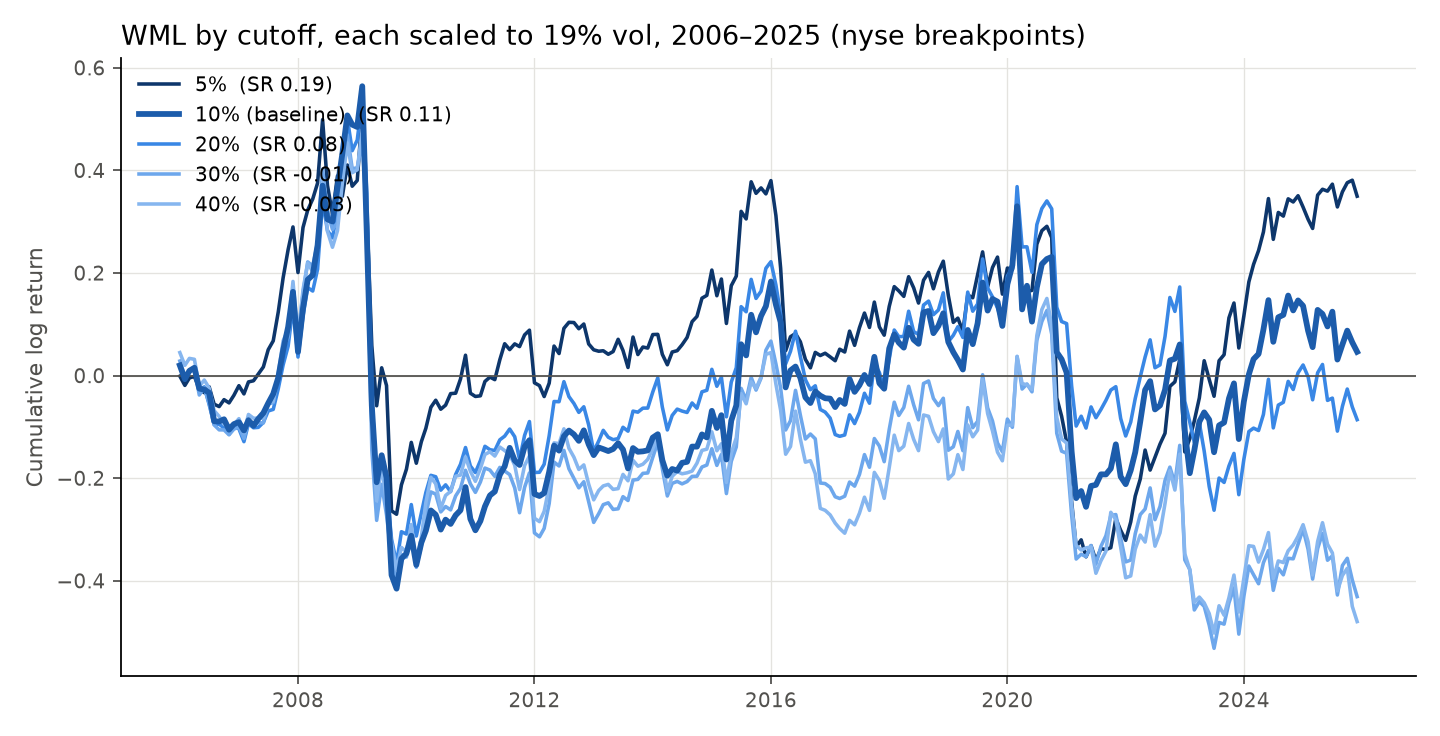 WML by cutoff, each scaled to 19% vol, 2006–2025 (nyse breakpoints)
5%  (SR 0.19)
10% (baseline)  (SR 0.11)
20%  (SR 0.08)
30%  (SR -0.01)
40%  (SR -0.03)
Cumulative log return
0.6
0.4
0.2
0.0
−0.2
−0.4
2008
2012
2016
2020
2024